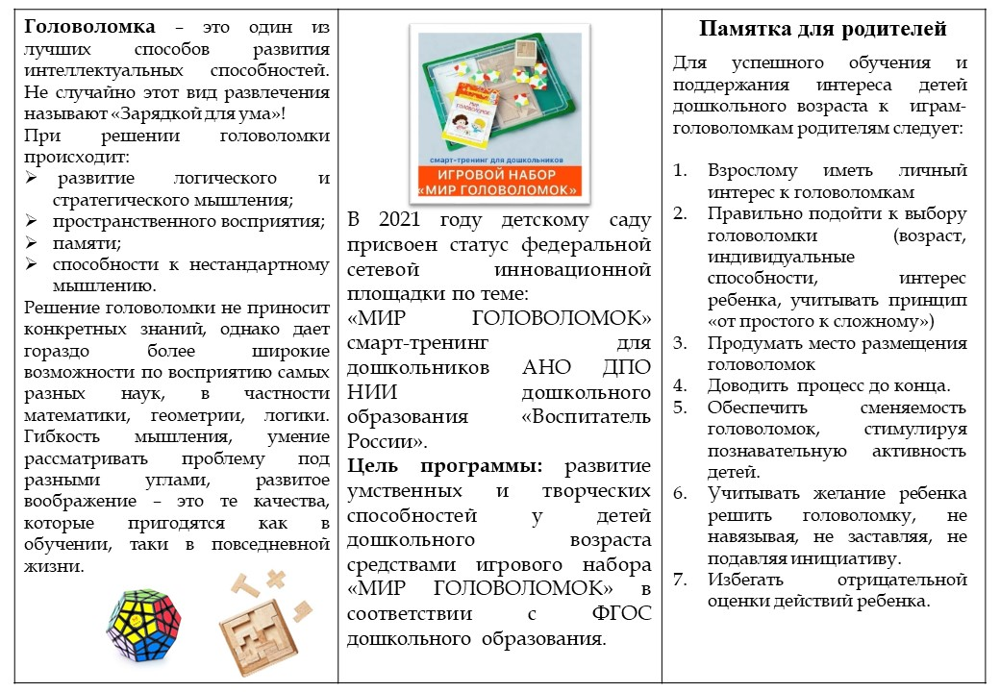 Головоломка – это один из
лучших способов развития
интеллектуальных способностей.
Не случайно этот вид развлечения
называют «Зарядкой для ума»!
При решении головоломки
происходит:
➢ развитие логического и
стратегического мышления;
➢ пространственного восприятия;
➢ памяти;
➢ способности к нестандартному
мышлению.
Решение головоломки не приносит
конкретных знаний, однако дает
гораздо более широкие
возможности по восприятию самых
разных наук, в частности
математики, геометрии, логики.
Гибкость мышления, умение
рассматривать проблему под
разными углами, развитое
воображение – это те качества,
которые пригодятся как в
обучении, таки в повседневной
жизни.
МИР
ГОЛОВОЛОМОК
смарт-тренинг для дошкольников
ИГРОВОЙ НАБОР
«МИР ГОЛОВОЛОМОК»
В 2021 году детскому саду
присвоен статус федеральной
сетевой инновационной
площадки по теме:
«МИР ГОЛОВОЛОМОК»
смарт-тренинг для
дошкольников АНО ДПО
НИИ дошкольного
образования «Воспитатель
России».
Цель программы: развитие
умственных и творческих
способностей у детей
дошкольного возраста
средствами игрового набора
«МИР ГОЛОВОЛОМОК» в
соответствии с ФГОС
дошкольного образования.
Памятка для родителей
Для успешного обучения и
поддержания интереса детей
дошкольного возраста к играм-
головоломкам родителям следует:
1. Взрослому иметь личный
интерес к головоломкам
2. Правильно подойти к выбору
головоломки (возраст,
индивидуальные
способности, интерес
ребенка, учитывать принцип
«от простого к сложному»)
3. Продумать место размещения
головоломок
4. Доводить процесс до конца.
5. Обеспечить сменяемость
головоломок, стимулируя
познавательную активность
детей.
6. Учитывать желание ребенка
решить головоломку, не
навязывая, не заставляя, не
подавляя инициативу.
7. Избегать отрицательной
оценки действий ребенка.